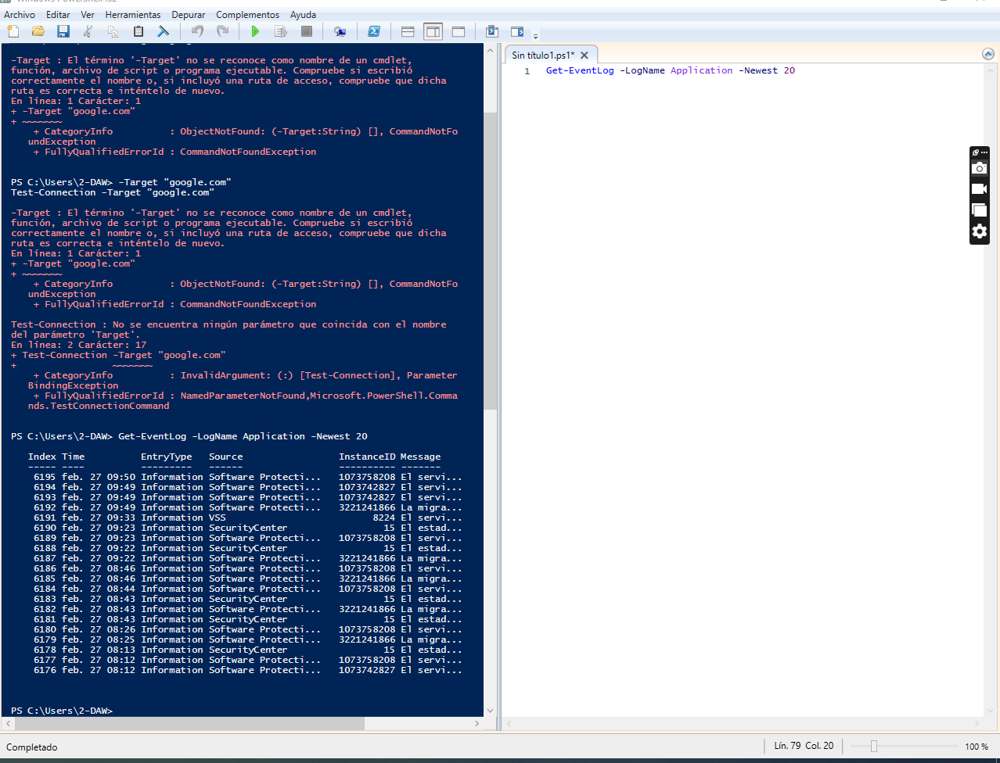 Archivo Editar Ver Herramientas Depurar Complementos Ayuda
-Target : El término '-Target' no se reconoce como nombre de un cmdlet,
función, archivo de script o programa ejecutable. Compruebe si escribió
correctamente el nombre o, si incluyó una ruta de acceso, compruebe que dicha
ruta es correcta e inténtelo de nuevo.
En línea: 1 Carácter: 1
+ -Target "google.com"
+ ~~~~~~~
+ CategoryInfo          : ObjectNotFound: (-Target:String) [], CommandNotFo
undException
+ FullyQualifiedErrorId : CommandNotFoundException
PS C:\Users\2-DAW> -Target "google.com"
Test-Connection -Target "google.com"
-Target : El término '-Target' no se reconoce como nombre de un cmdlet,
función, archivo de script o programa ejecutable. Compruebe si escribió
correctamente el nombre o, si incluyó una ruta de acceso, compruebe que dicha
ruta es correcta e inténtelo de nuevo.
En línea: 1 Carácter: 1
+ -Target "google.com"
+ ~~~~~~~
+ CategoryInfo          : ObjectNotFound: (-Target:String) [], CommandNotFo
undException
+ FullyQualifiedErrorId : CommandNotFoundException
Test-Connection : No se encuentra ningún parámetro que coincida con el nombre
del parámetro 'Target'.
En línea: 2 Carácter: 17
+ Test-Connection -Target "google.com"
+                 ~~~~~~~
+ CategoryInfo          : InvalidArgument: (:) [Test-Connection], Parameter
BindingException
+ FullyQualifiedErrorId : NamedParameterNotFound,Microsoft.PowerShell.Comma
nds.TestConnectionCommand
PS C:\Users\2-DAW> Get-EventLog -LogName Application -Newest 20
Index Time          EntryType   Source                 InstanceID Message
----- ----          ---------   ------                 ---------- -------
6195 feb. 27 09:50 Information Software Protecti...   1073758208 El servi...
6194 feb. 27 09:49 Information Software Protecti...   1073742827 El servi...
6193 feb. 27 09:49 Information Software Protecti...   1073742827 El servi...
6192 feb. 27 09:49 Information Software Protecti...   3221241866 La migra...
6191 feb. 27 09:33 Information VSS                          8224 El servi...
6190 feb. 27 09:23 Information SecurityCenter                 15 El estad...
6189 feb. 27 09:23 Information Software Protecti...   1073758208 El servi...
6188 feb. 27 09:22 Information SecurityCenter                 15 El estad...
6187 feb. 27 09:22 Information Software Protecti...   3221241866 La migra...
6186 feb. 27 08:46 Information Software Protecti...   1073758208 El servi...
6185 feb. 27 08:46 Information Software Protecti...   3221241866 La migra...
6184 feb. 27 08:44 Information Software Protecti...   1073758208 El servi...
6183 feb. 27 08:43 Information SecurityCenter                 15 El estad...
6182 feb. 27 08:43 Information Software Protecti...   3221241866 La migra...
6181 feb. 27 08:43 Information SecurityCenter                 15 El estad...
6180 feb. 27 08:26 Information Software Protecti...   1073758208 El servi...
6179 feb. 27 08:25 Information Software Protecti...   3221241866 La migra...
6178 feb. 27 08:13 Information SecurityCenter                 15 El estad...
6177 feb. 27 08:12 Information Software Protecti...   1073758208 El servi...
6176 feb. 27 08:12 Information Software Protecti...   1073742827 El servi...
PS C:\Users\2-DAW>
Sin título1.ps1* X
1 Get-EventLog -LogName Application -Newest 20
Completado
Lín. 79 Col. 20
100 %